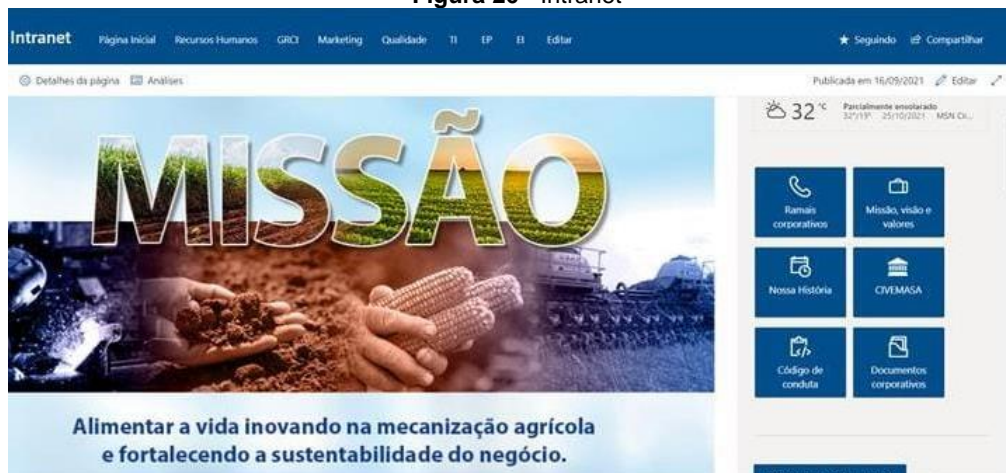 Figura 20 - Intranet
Intranet Página Inicial Recursos Humanos GRCI Marketing Qualidade TI EP EI Editar
Seguindo Compartilhar
Detalhes da página Análises
Publicada em 16/09/2021 Editar
32 °C
Parcialmente ensolarado
32°/19° 25/10/2021 MSN
MISSÃO
Ramais
corporativos
Missão, visão e
valores
Nossa História
CIVEMASA
Código de
conduta
Documentos
corporativos
Alimentar a vida inovando na mecanização agrícola
e fortalecendo a sustentabilidade do negócio.